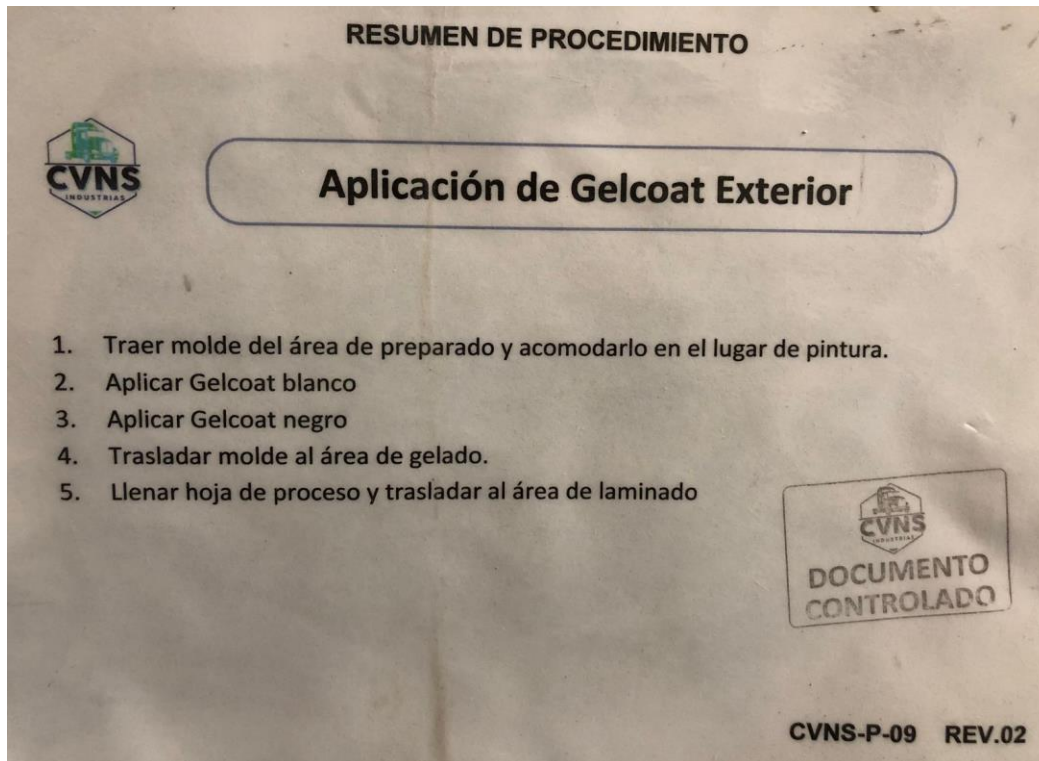 RESUMEN DE PROCEDIMIENTO
CVNS
INDUSTRIAS
Aplicación de Gelcoat Exterior
1. Traer molde del área de preparado y acomodarlo en el lugar de pintura.
2. Aplicar Gelcoat blanco
3. Aplicar Gelcoat negro
4. Trasladar molde al área de gelado.
5. Llenar hoja de proceso y trasladar al área de laminado
CVNS
INDUSTRIAS
DOCUMENTO
CONTROLADO
CVNS-P-09 REV.02